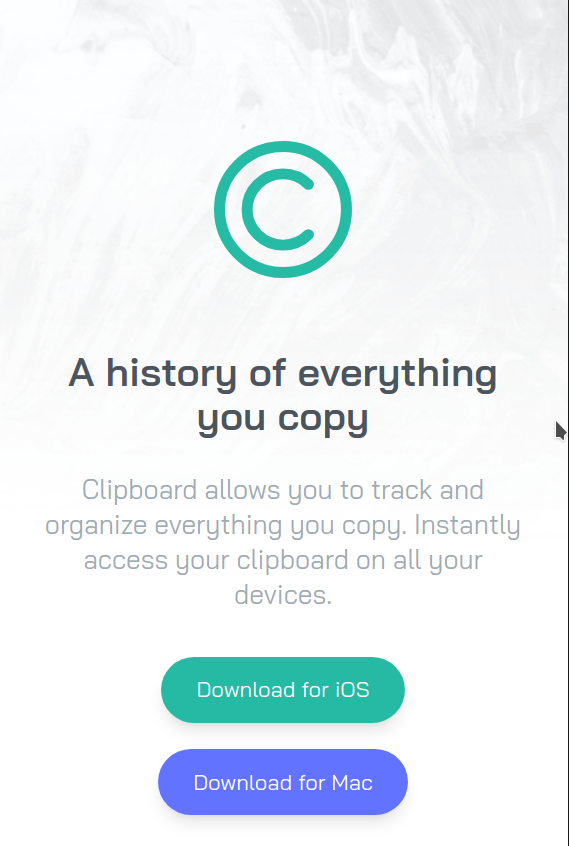 A history of everything
you copy
Clipboard allows you to track and
organize everything you copy. Instantly
access your clipboard on all your
devices.
Download for iOS
Download for Mac